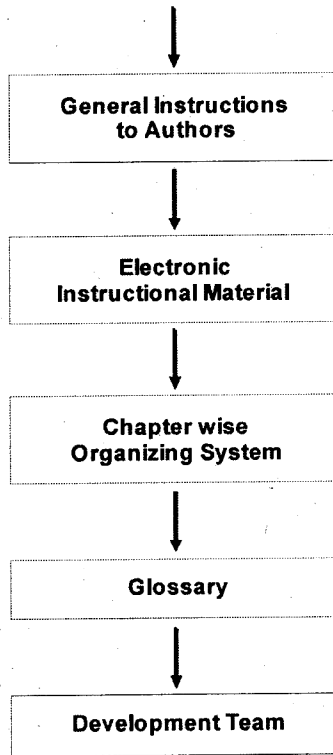 General Instructions
to Authors
Electronic
Instructional Material
Chapter wise
Organizing System
Glossary
Development Team